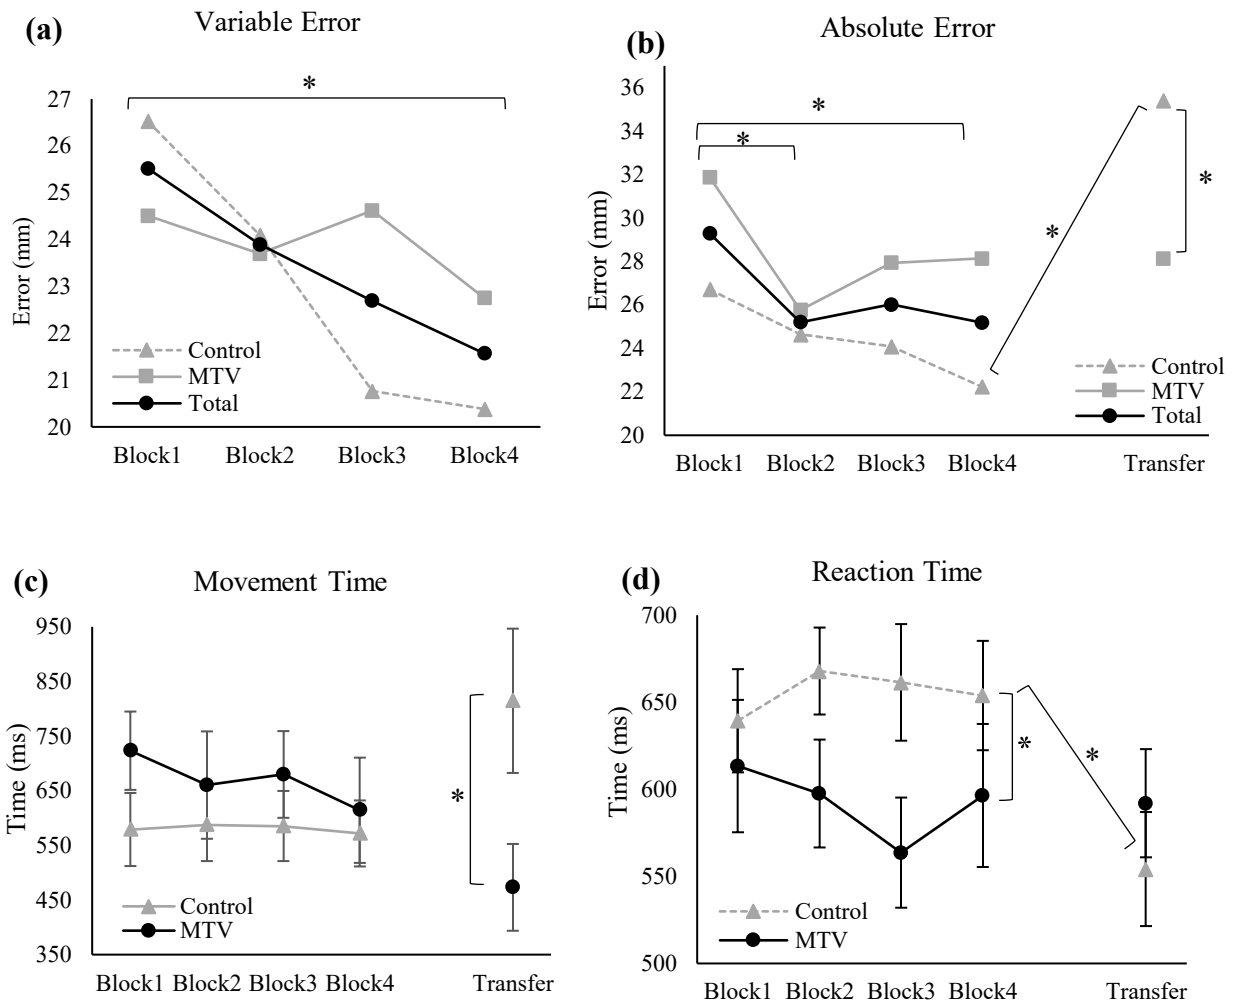 (a)
Variable Error
*
27
26
25
24
23
22
21
20
Error (mm)
Control
MTV
Total
Block1 Block2 Block3 Block4
(b)
Absolute Error
*
*
*
*
36
34
32
30
28
26
24
22
20
Error (mm)
Control
MTV
Total
Block1 Block2 Block3 Block4 Transfer
(c)
Movement Time
950
850
750
650
550
450
350
Time (ms)
*
Control
MTV
Block1 Block2 Block3 Block4 Transfer
(d)
Reaction Time
700
650
600
550
500
Time (ms)
*
*
Control
MTV
Block1 Block2 Block3 Block4 Transfer